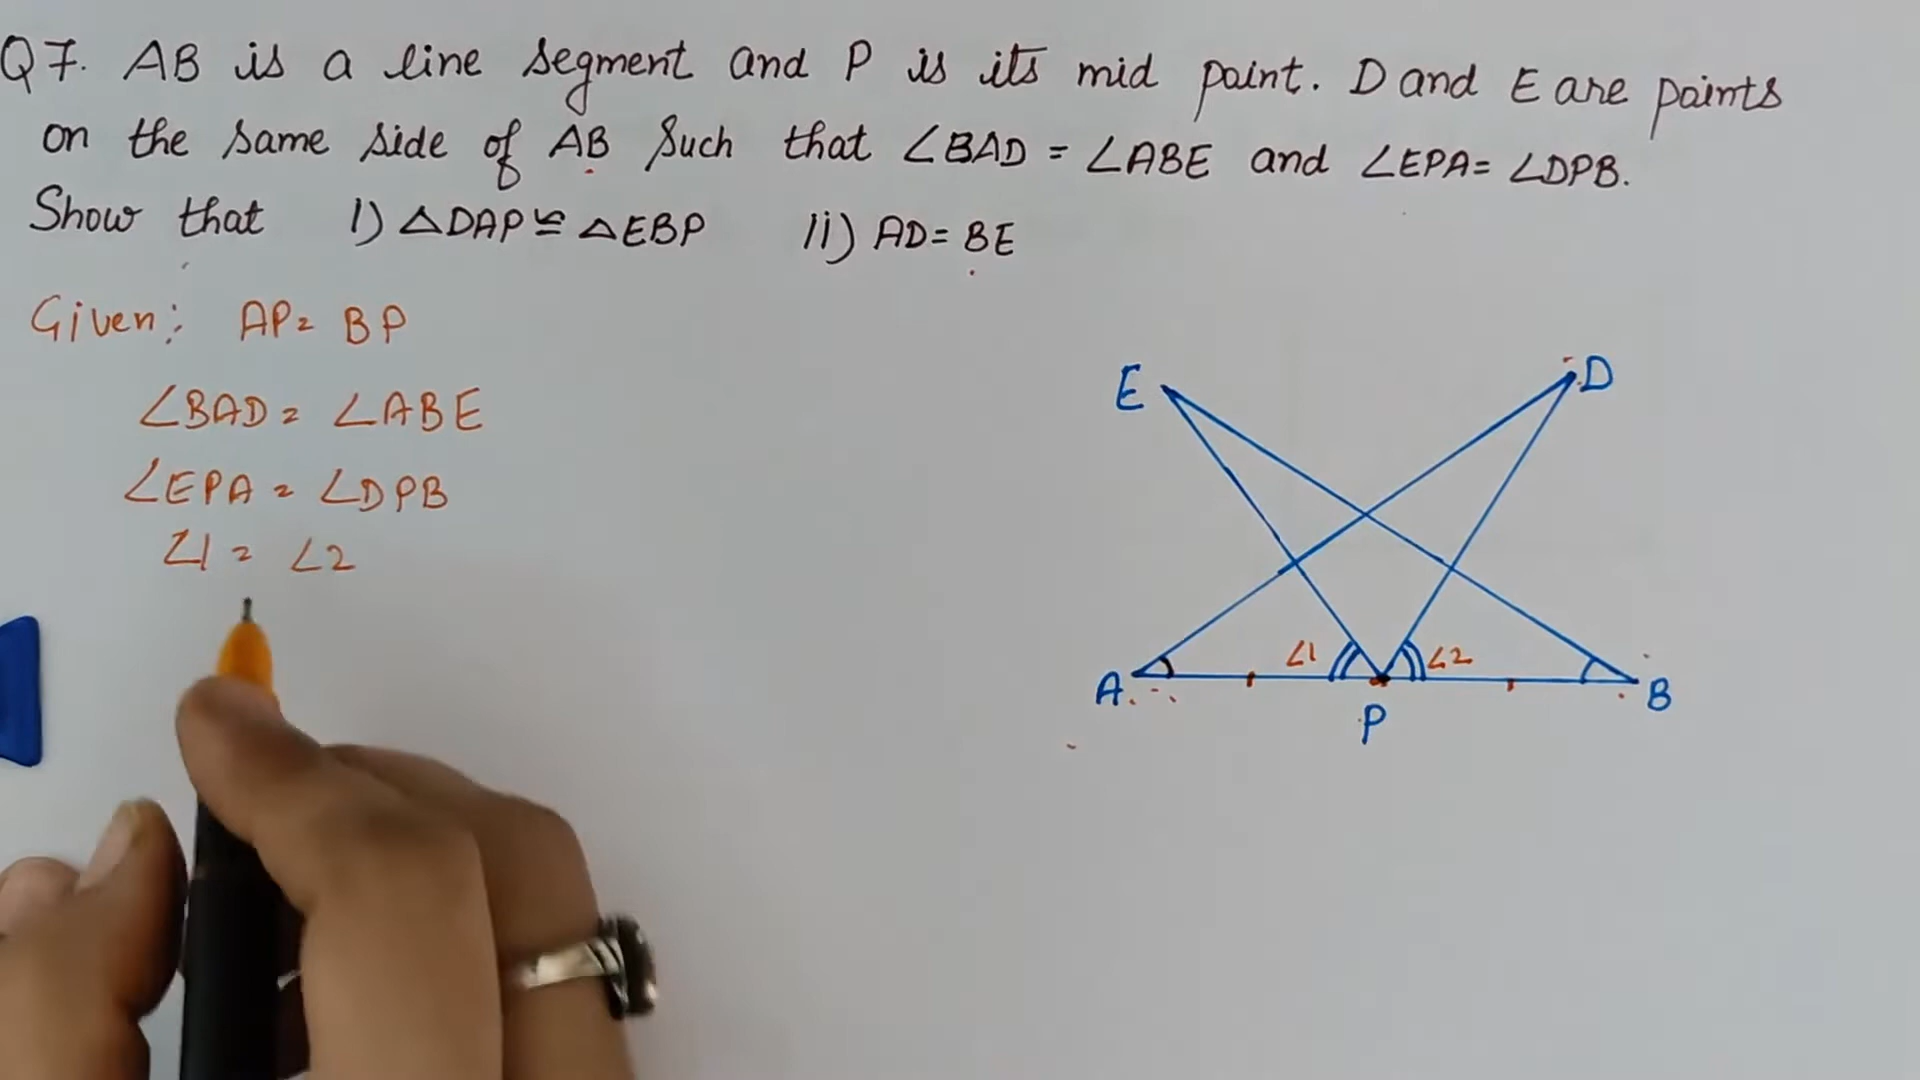 Q7. AB is a line segment and P is its mid point. D and E are points
on the same side of AB such that ∠BAD = ∠ABE and ∠EPA = ∠DPB.
Show that I) △DAP ≅ △EBP II) AD = BE
Given: AP = BP
∠BAD = ∠ABE
∠EPA = ∠DPB
∠1 = ∠2
E D
∠1 ∠2
A B
P